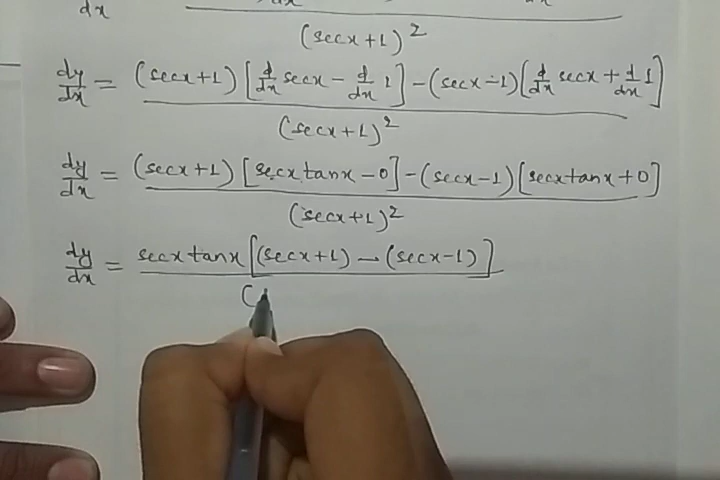 dx (secx+1)²
dy/dx = (secx+1)[d/dx secx − d/dx 1] − (secx−1)[d/dx secx + d/dx 1] / (secx+1)²
dy/dx = (secx+1)[secx tanx − 0] − (secx−1)[secx tanx + 0] / (secx+1)²
dy/dx = secx tanx[(secx+1) − (secx−1)] / (